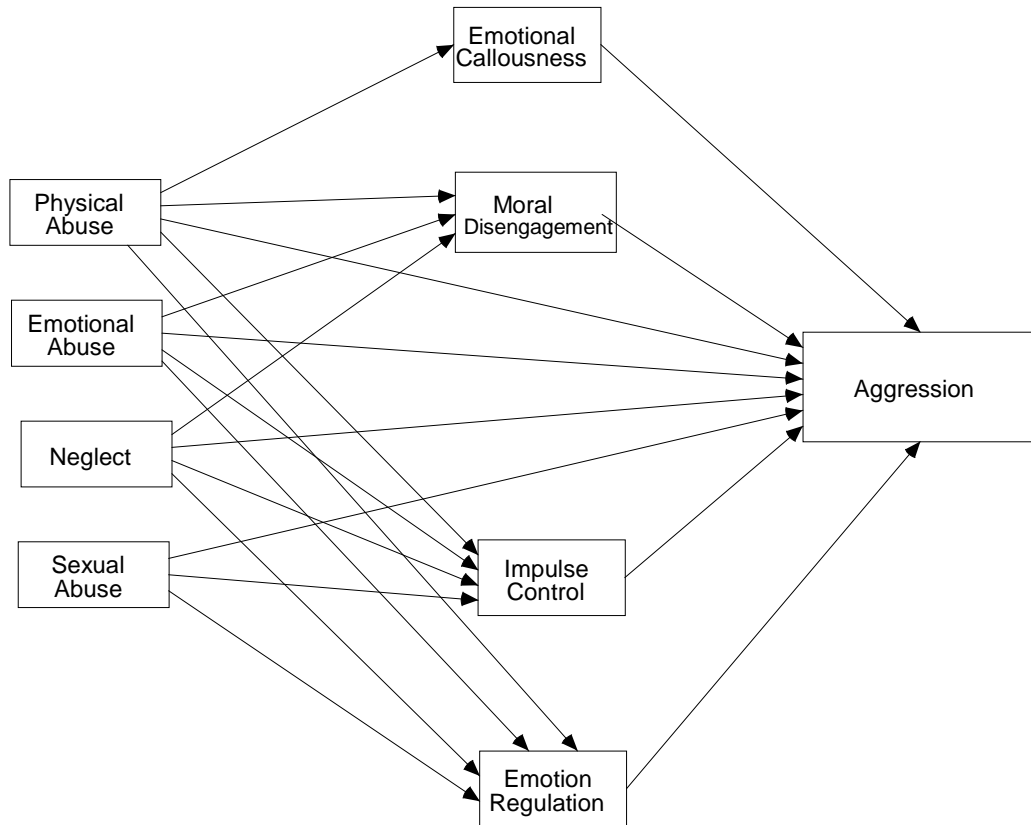 Emotional
Callousness
Physical
Abuse
Moral
Disengagement
Emotional
Abuse
Aggression
Neglect
Sexual
Abuse
Impulse
Control
Emotion
Regulation